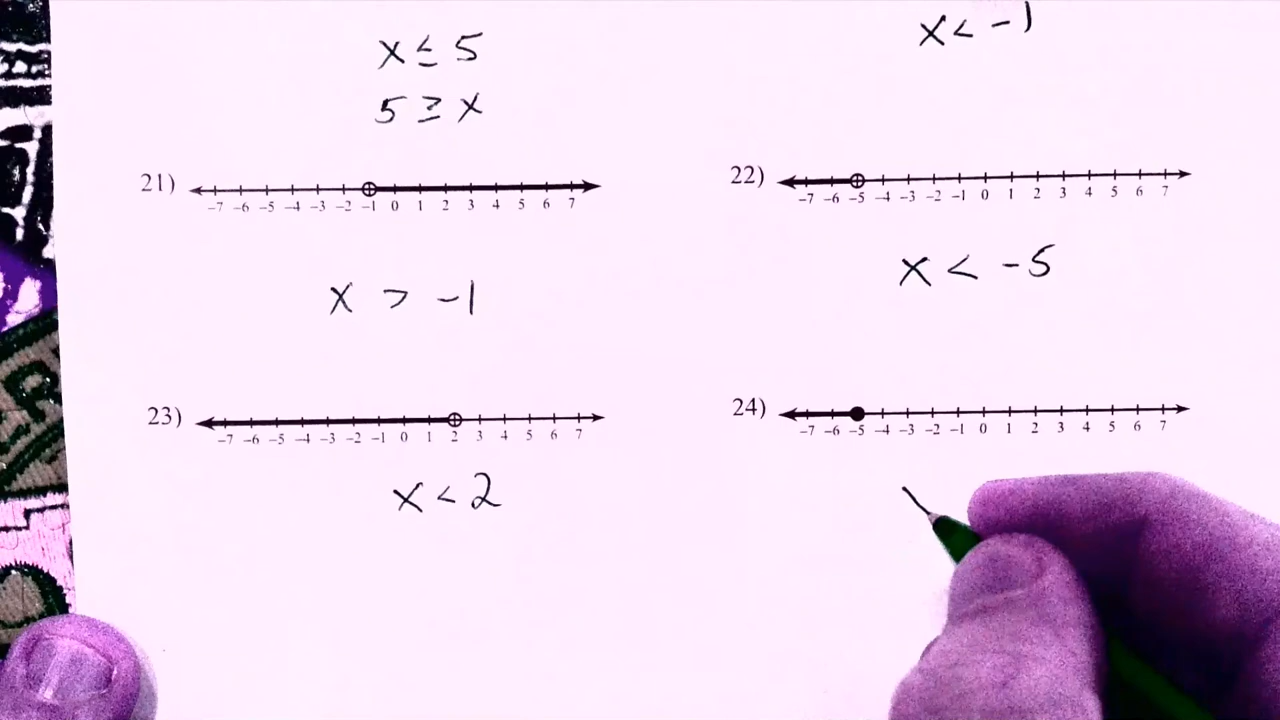 x ≤ 5
x < -1
5 ≥ x
21)
-7 -6 -5 -4 -3 -2 -1 0 1 2 3 4 5 6 7
22)
-7 -6 -5 -4 -3 -2 -1 0 1 2 3 4 5 6 7
x > -1
x < -5
23)
-7 -6 -5 -4 -3 -2 -1 0 1 2 3 4 5 6 7
24)
-7 -6 -5 -4 -3 -2 -1 0 1 2 3 4 5 6 7
x < 2